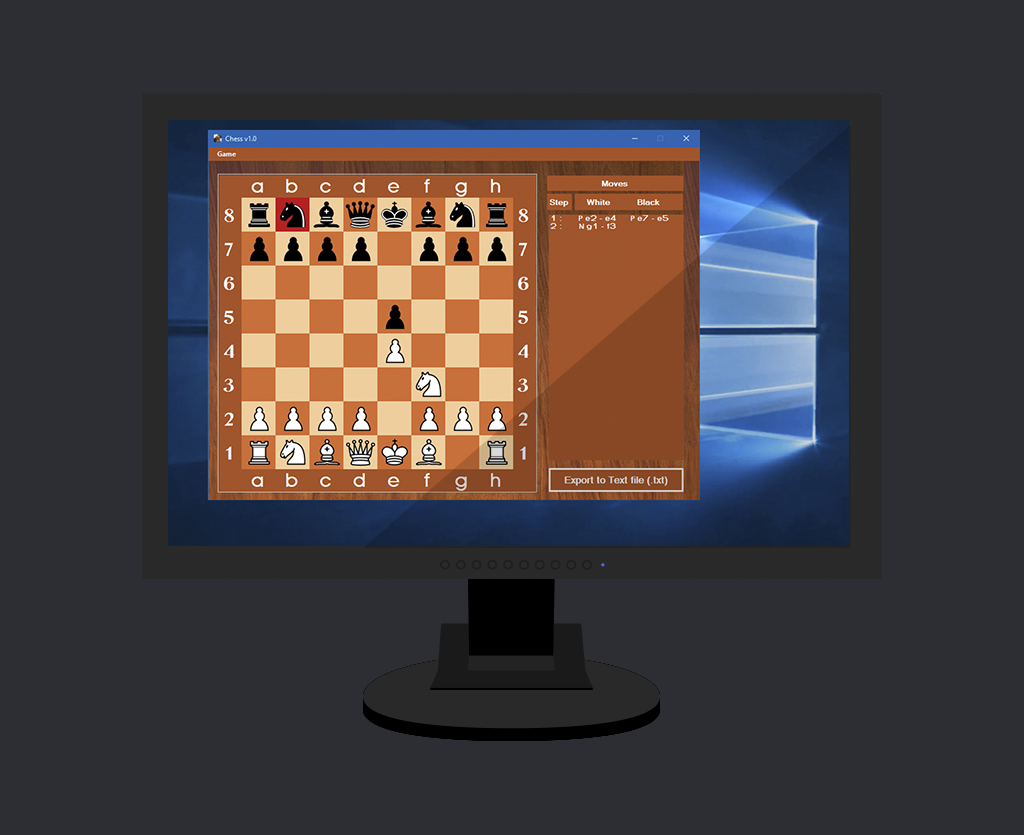 Chess v1.0
Game
a b c d e f g h
Moves
Step White Black
8 8
1 : P e2 - e4 P e7 - e5
2 : N g1 - f3
7 7
6 6
5 5
4 4
3 3
2 2
1 1
a b c d e f g h
Export to Text file (.txt)